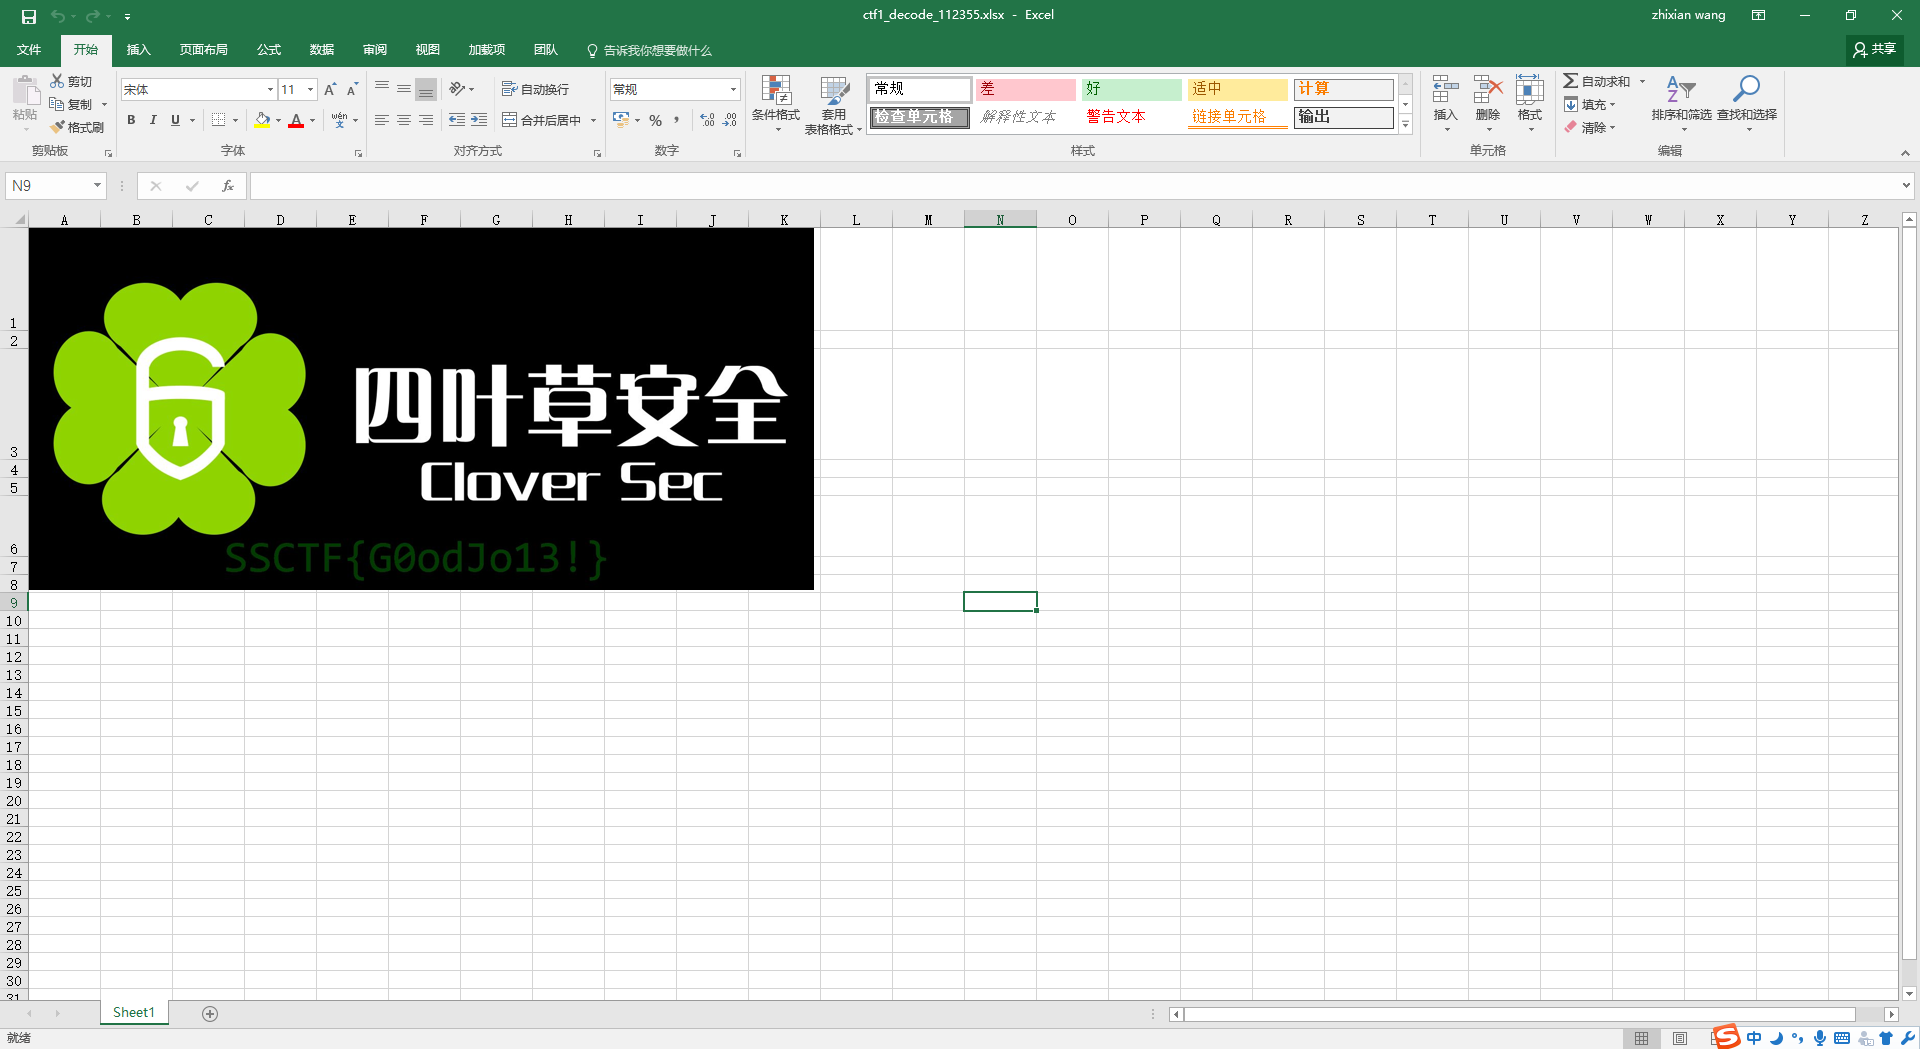 ctf1_decode_112355.xlsx - Excel
zhixian wang
文件 开始 插入 页面布局 公式 数据 审阅 视图 加载项 团队 告诉我你想要做什么 共享
粘贴 剪切 复制 格式刷 剪贴板
宋体 11 B I U wén 文 字体
自动换行 合并后居中 对齐方式
常规 % 数字
条件格式 套用表格格式
常规 差 好 适中 计算
检查单元格 解释性文本 警告文本 链接单元格 输出
样式
插入 删除 格式 单元格
自动求和 填充 清除 排序和筛选 查找和选择 编辑
N9 fx
A B C D E F G H I J K L M N O P Q R S T U V W X Y Z
四叶草安全
Clover Sec
SSCTF{G0odJo13!}
1
2
3
4
5
6
7
8
9
10
11
12
13
14
15
16
17
18
19
20
21
22
23
24
25
26
27
28
29
30
31
Sheet1
就绪
S 中